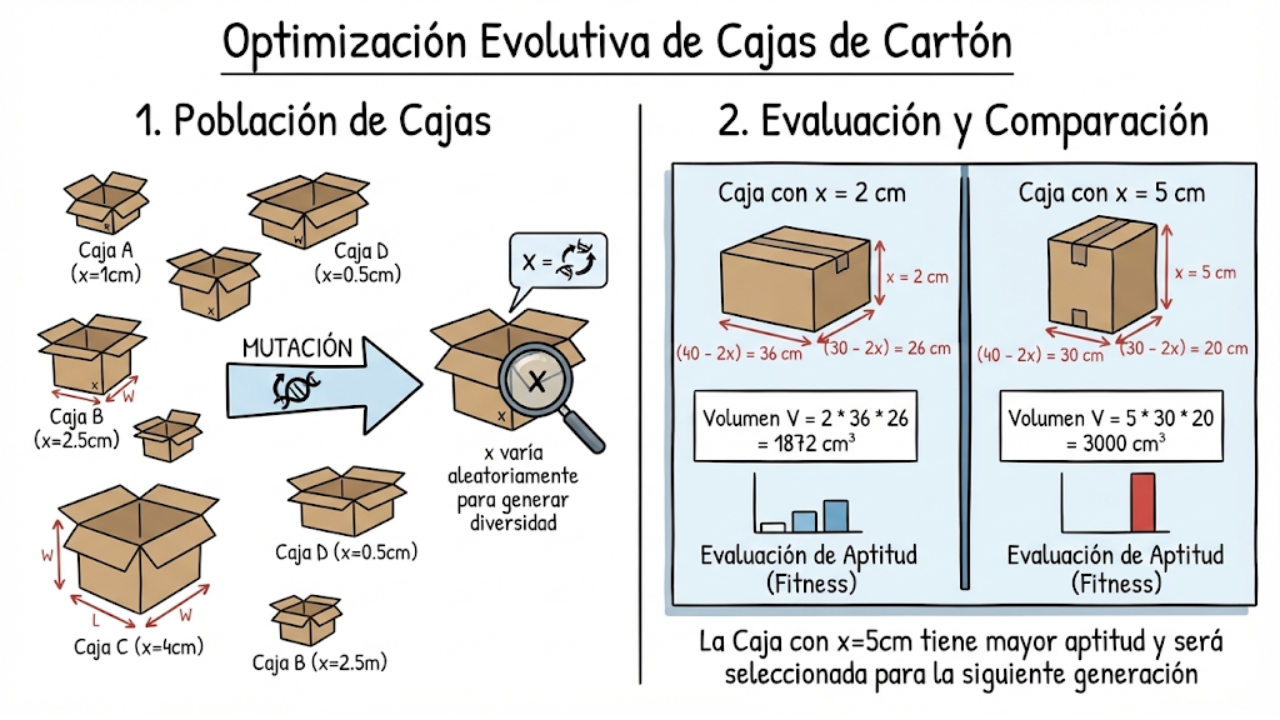 Optimización Evolutiva de Cajas de Cartón
1. Población de Cajas
Caja A
(x=1cm)
W
Caja D
(x=0.5cm)
x
x
W
Caja B
(x=2.5cm)
MUTACIÓN
x =
X
x
x varía
aleatoriamente
para generar
diversidad
W
L
W
Caja C (x=4cm)
Caja D (x=0.5cm)
Caja B (x=2.5m)
2. Evaluación y Comparación
Caja con x = 2 cm
x = 2 cm
(40 - 2x) = 36 cm
(30 - 2x) = 26 cm
Volumen V = 2 * 36 * 26
= 1872 cm³
Evaluación de Aptitud
(Fitness)
Caja con x = 5 cm
x = 5 cm
(40 - 2x) = 30 cm
(30 - 2x) = 20 cm
Volumen V = 5 * 30 * 20
= 3000 cm³
Evaluación de Aptitud
(Fitness)
La Caja con x=5cm tiene mayor aptitud y será
seleccionada para la siguiente generación